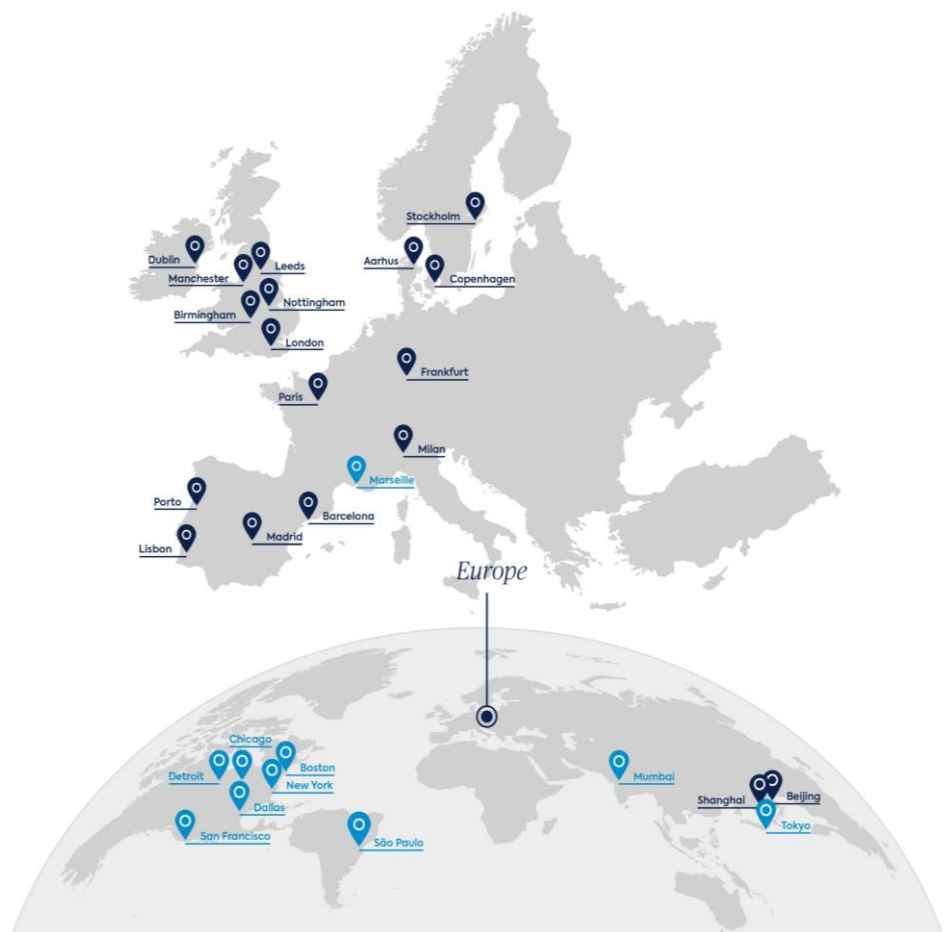 Stockholm
Dublin
Aarhus
Leeds
Manchester
Copenhagen
Nottingham
Birmingham
London
Frankfurt
Paris
Milan
Marseille
Porto
Barcelona
Madrid
Lisbon
Europe
Chicago
Boston
Detroit
Mumbai
New York
Beijing
Shanghai
Dallas
Tokyo
San Francisco
São Paulo